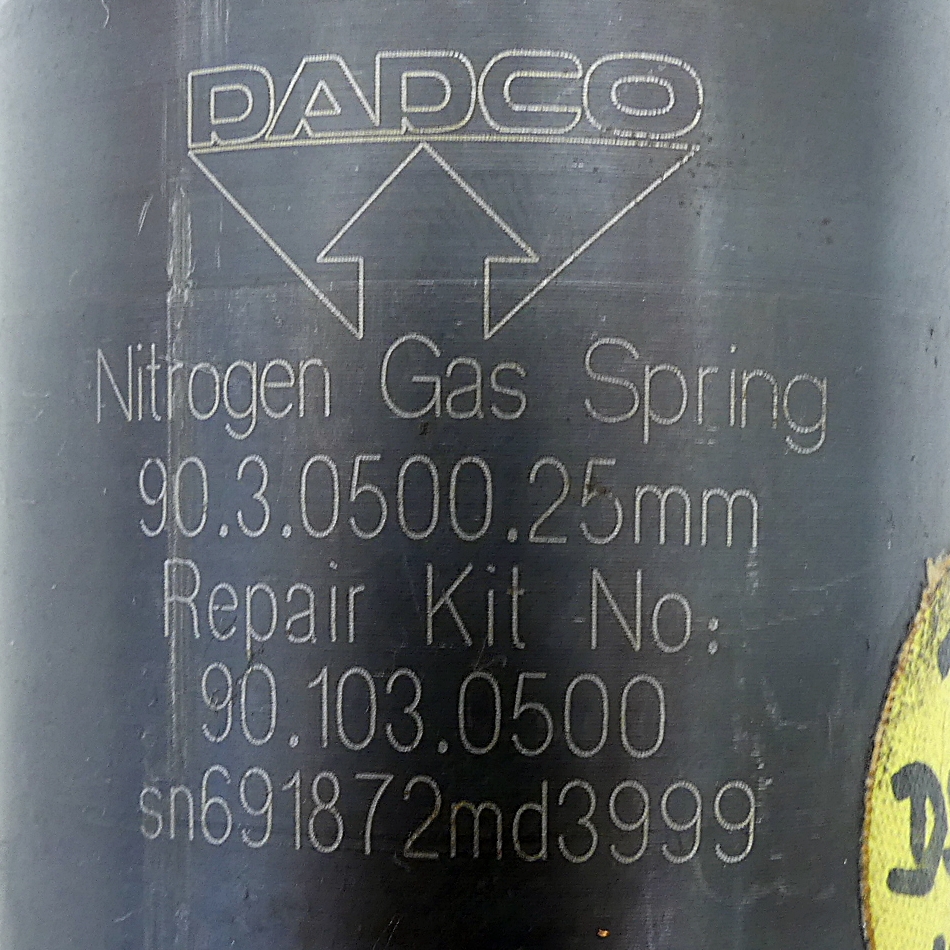 DADCO
Nitrogen Gas Spring
90.3.0500.25mm
Repair Kit No:
90.103.0500
sn691872md3999